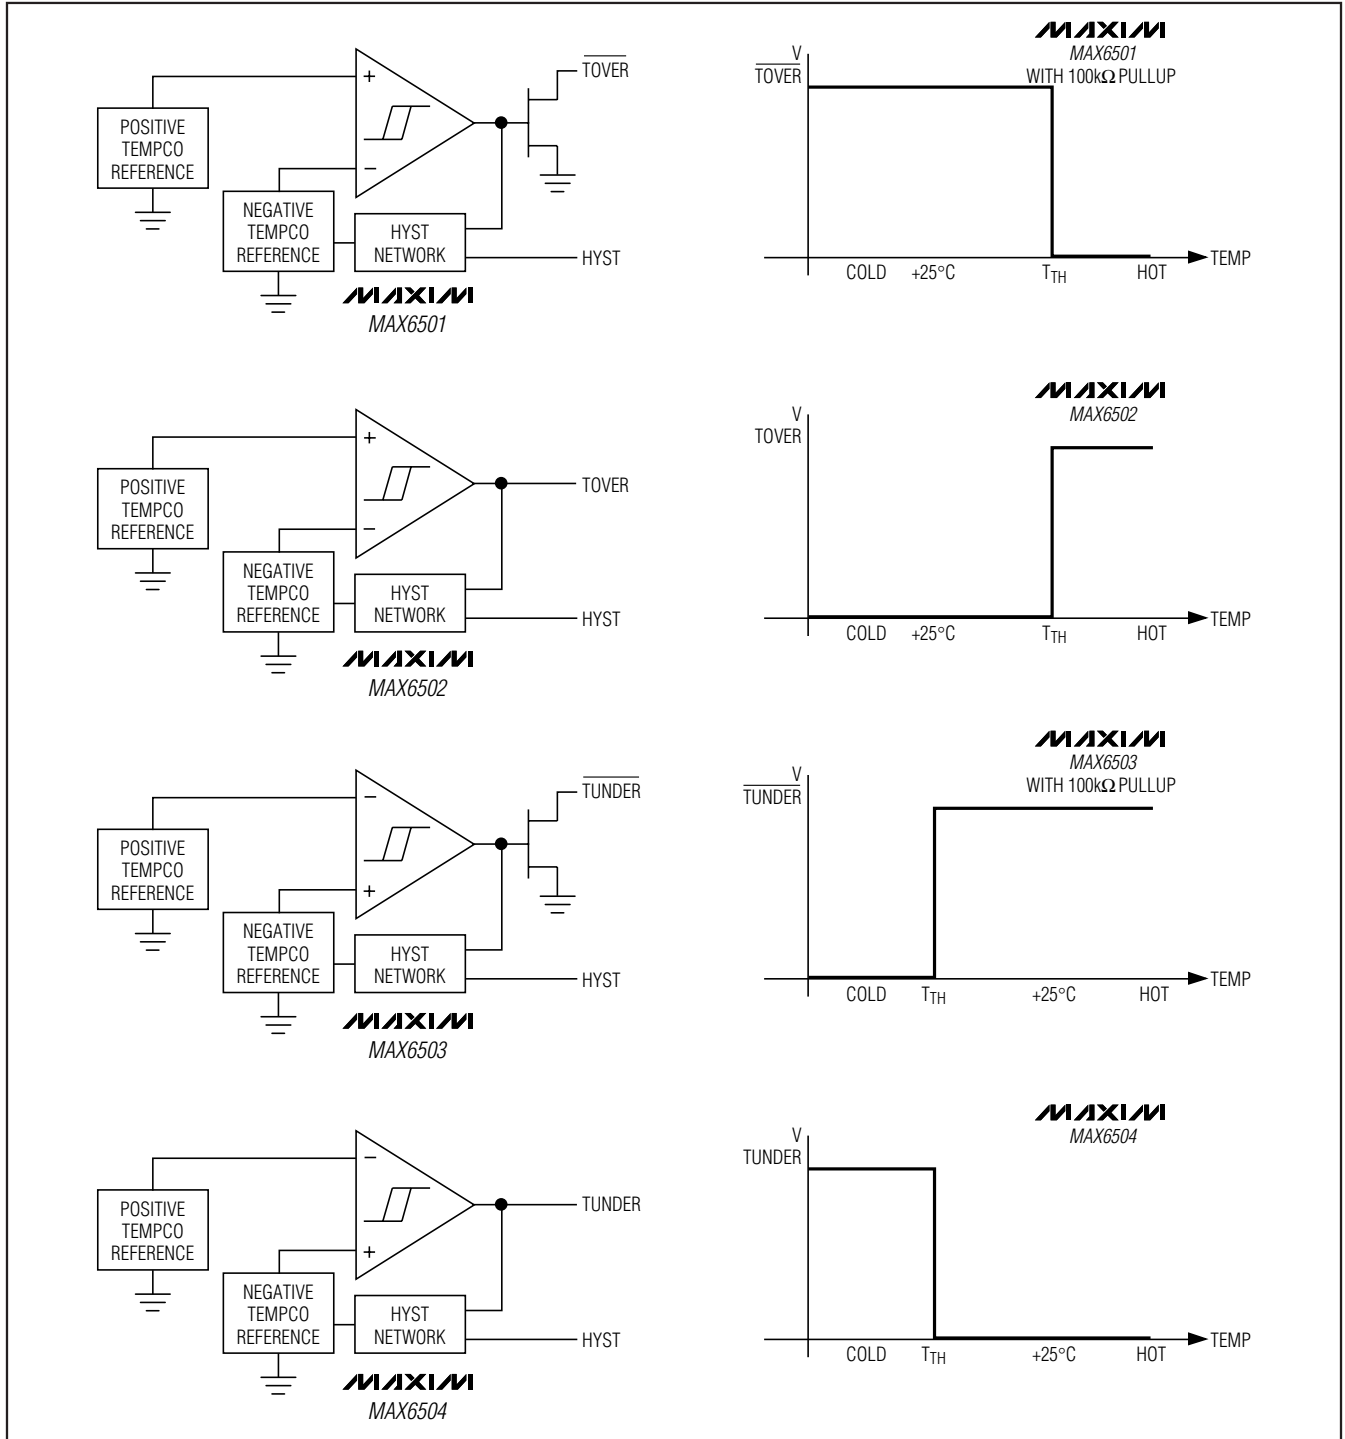 POSITIVE
TEMPCO
REFERENCE
+
−
TOVER
NEGATIVE
TEMPCO
REFERENCE
HYST
NETWORK
HYST
MAXIM
MAX6501
V
TOVER
MAXIM
MAX6501
WITH 100kΩ PULLUP
COLD +25°C TTH HOT TEMP
POSITIVE
TEMPCO
REFERENCE
+
−
TOVER
NEGATIVE
TEMPCO
REFERENCE
HYST
NETWORK
HYST
MAXIM
MAX6502
V
TOVER
MAXIM
MAX6502
COLD +25°C TTH HOT TEMP
POSITIVE
TEMPCO
REFERENCE
−
+
TUNDER
NEGATIVE
TEMPCO
REFERENCE
HYST
NETWORK
HYST
MAXIM
MAX6503
V
TUNDER
MAXIM
MAX6503
WITH 100kΩ PULLUP
COLD TTH +25°C HOT TEMP
POSITIVE
TEMPCO
REFERENCE
−
+
TUNDER
NEGATIVE
TEMPCO
REFERENCE
HYST
NETWORK
HYST
MAXIM
MAX6504
V
TUNDER
MAXIM
MAX6504
COLD TTH +25°C HOT TEMP